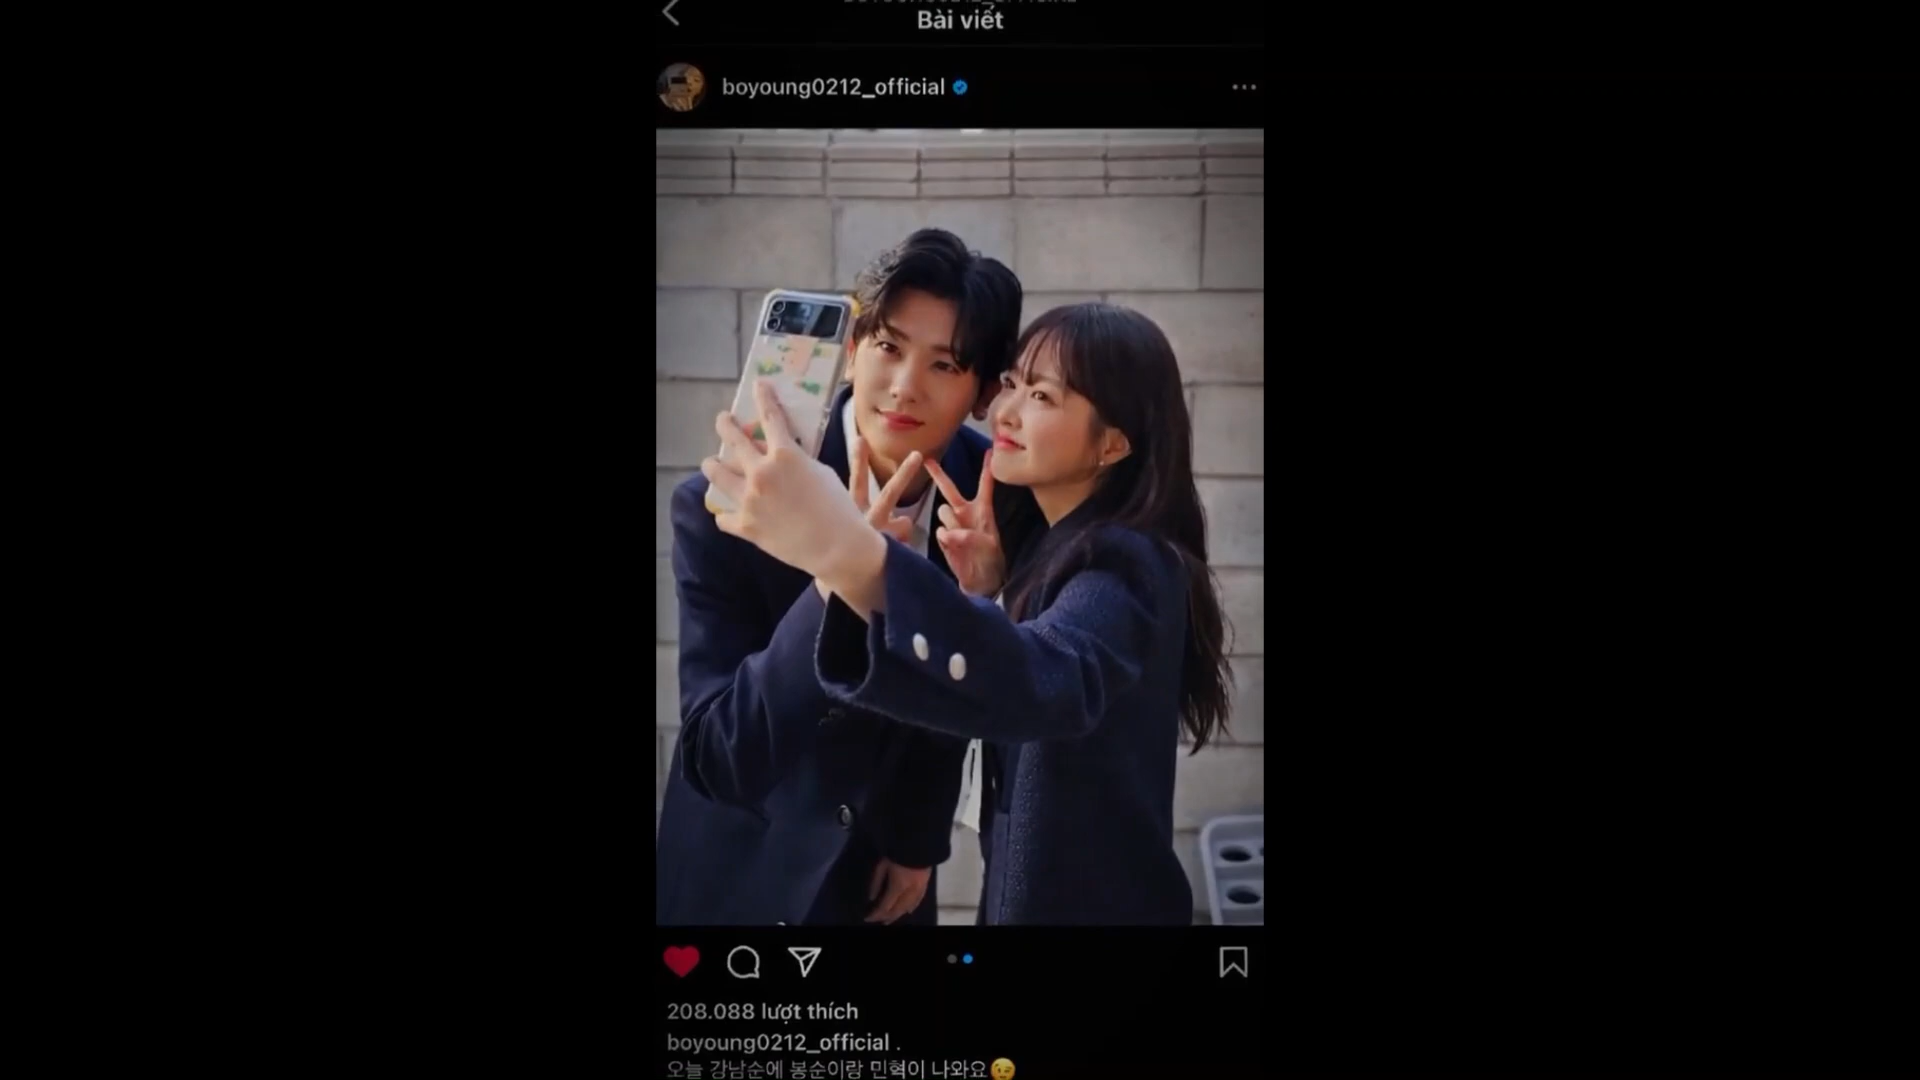 Bài viết
boyoung0212_official
208.088 lượt thích
boyoung0212_official .
오늘 강남순에 봉순이랑 민혁이 나와요😉